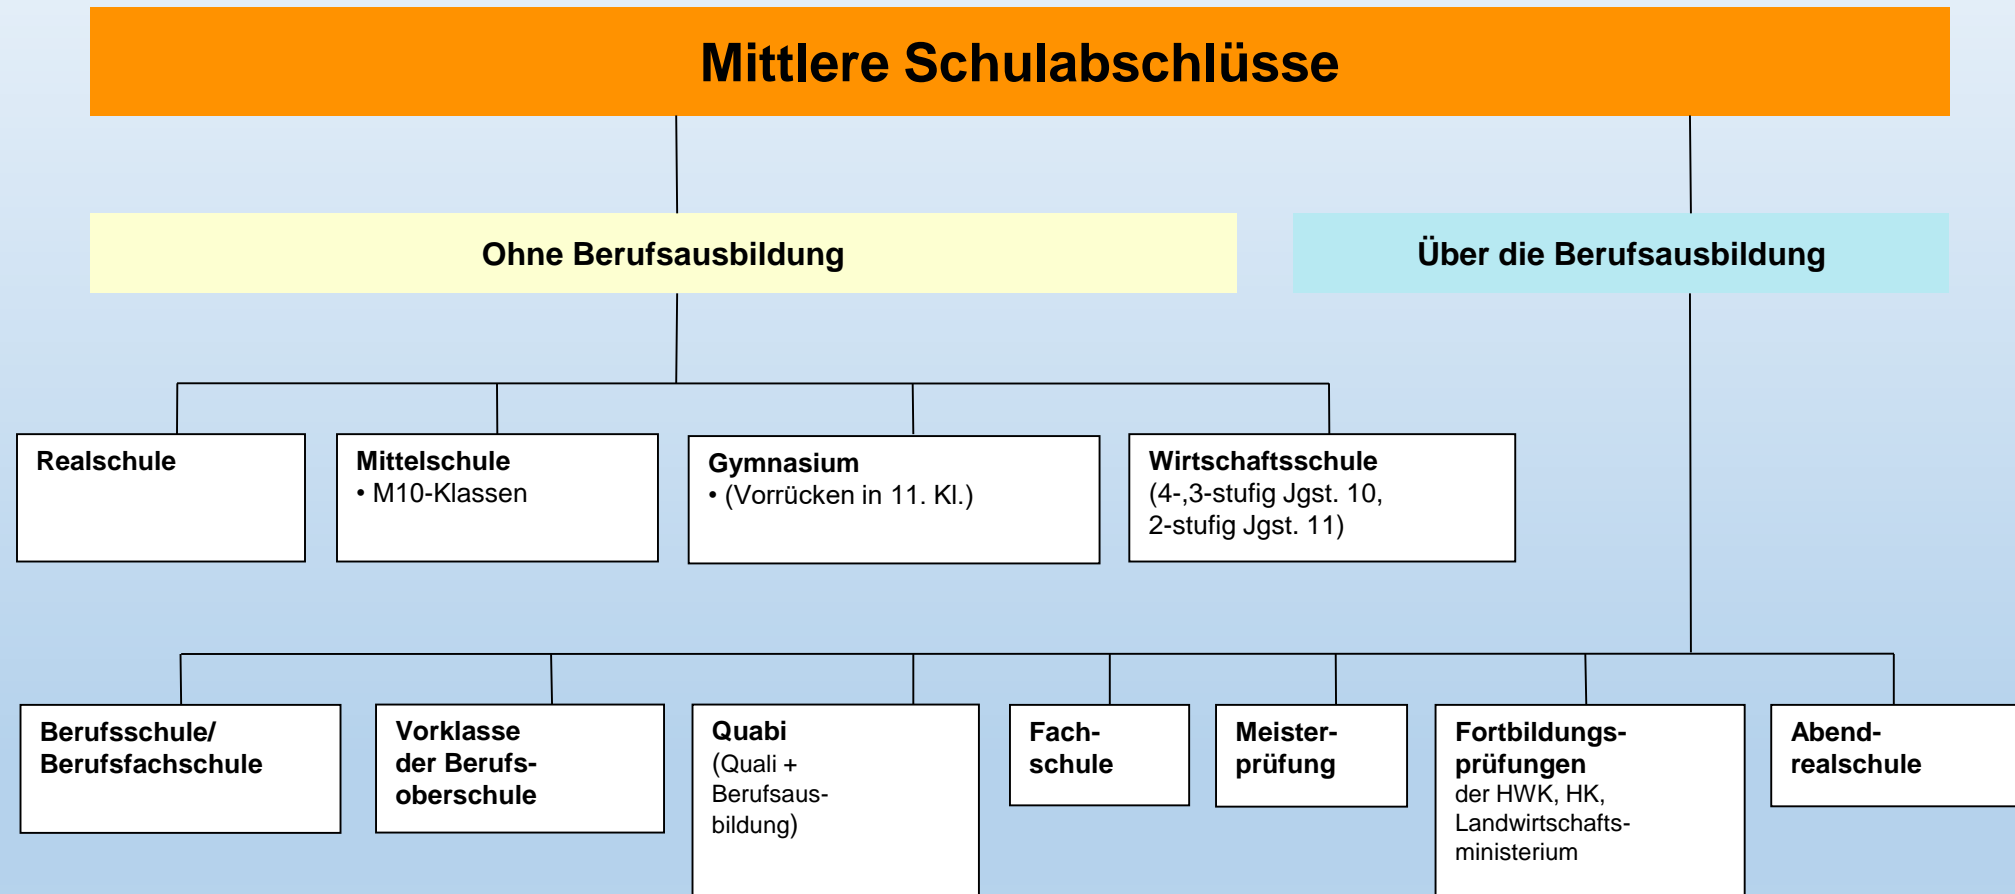 Mittlere Schulabschlüsse
Ohne Berufsausbildung
Über die Berufsausbildung
Realschule
Mittelschule
• M10-Klassen
Gymnasium
• (Vorrücken in 11. Kl.)
Wirtschaftsschule
(4-,3-stufig Jgst. 10,
2-stufig Jgst. 11)
Berufsschule/
Berufsfachschule
Vorklasse
der Berufs-
oberschule
Quabi
(Quali +
Berufsaus-
bildung)
Fach-
schule
Meister-
prüfung
Fortbildungs-
prüfungen
der HWK, HK,
Landwirtschafts-
ministerium
Abend-
realschule